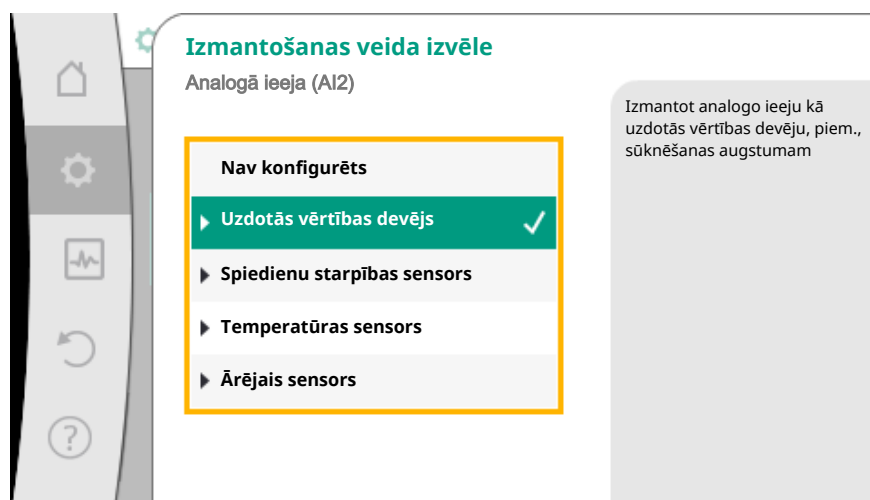 Izmantošanas veida izvēle
Analogā ieeja (AI2)
Nav konfigurēts
Uzdotās vērtības devējs
Spiedienu starpības sensors
Temperatūras sensors
Ārējais sensors
Izmantot analogo ieeju kā
uzdotās vērtības devēju, piem.,
sūknēšanas augstumam
?